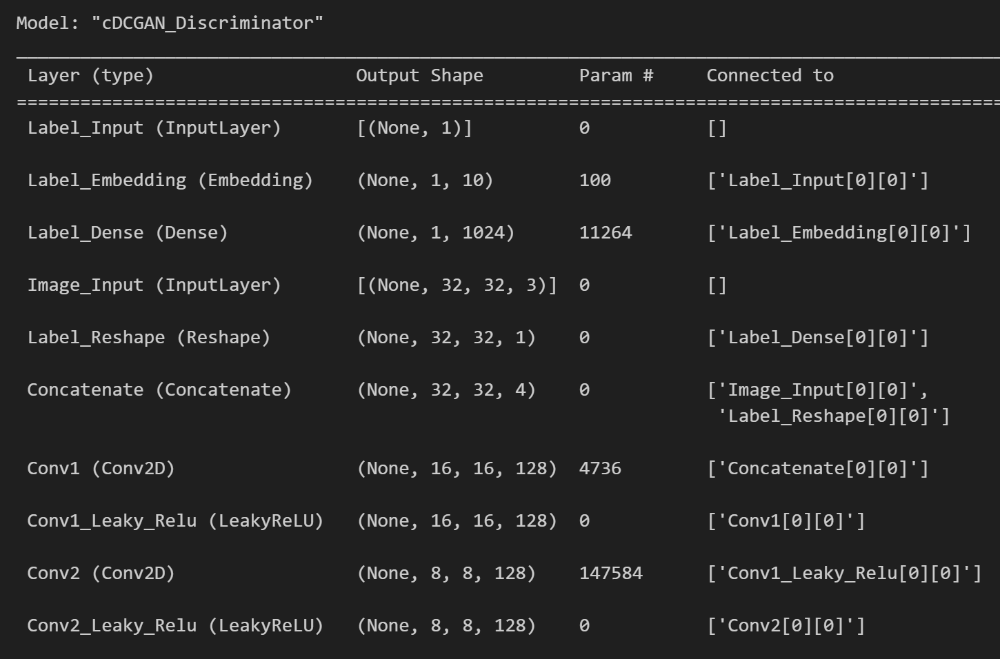 Model: "cDCGAN_Discriminator"
__________________________________________________________________________________________________
Layer (type) Output Shape Param # Connected to
==================================================================================================
Label_Input (InputLayer) [(None, 1)] 0 []
Label_Embedding (Embedding) (None, 1, 10) 100 ['Label_Input[0][0]']
Label_Dense (Dense) (None, 1, 1024) 11264 ['Label_Embedding[0][0]']
Image_Input (InputLayer) [(None, 32, 32, 3)] 0 []
Label_Reshape (Reshape) (None, 32, 32, 1) 0 ['Label_Dense[0][0]']
Concatenate (Concatenate) (None, 32, 32, 4) 0 ['Image_Input[0][0]',
'Label_Reshape[0][0]']
Conv1 (Conv2D) (None, 16, 16, 128) 4736 ['Concatenate[0][0]']
Conv1_Leaky_Relu (LeakyReLU) (None, 16, 16, 128) 0 ['Conv1[0][0]']
Conv2 (Conv2D) (None, 8, 8, 128) 147584 ['Conv1_Leaky_Relu[0][0]']
Conv2_Leaky_Relu (LeakyReLU) (None, 8, 8, 128) 0 ['Conv2[0][0]']